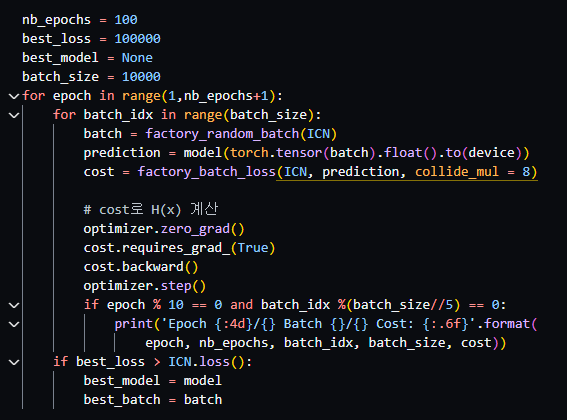 nb_epochs = 100
best_loss = 100000
best_model = None
batch_size = 10000
for epoch in range(1,nb_epochs+1):
    for batch_idx in range(batch_size):
        batch = factory_random_batch(ICN)
        prediction = model(torch.tensor(batch).float().to(device))
        cost = factory_batch_loss(ICN, prediction, collide_mul = 8)

        # cost로 H(x) 계산
        optimizer.zero_grad()
        cost.requires_grad_(True)
        cost.backward()
        optimizer.step()
        if epoch % 10 == 0 and batch_idx %(batch_size//5) == 0:
            print('Epoch {:4d}/{} Batch {}/{} Cost: {:.6f}'.format(
                epoch, nb_epochs, batch_idx, batch_size, cost))
    if best_loss > ICN.loss():
        best_model = model
        best_batch = batch